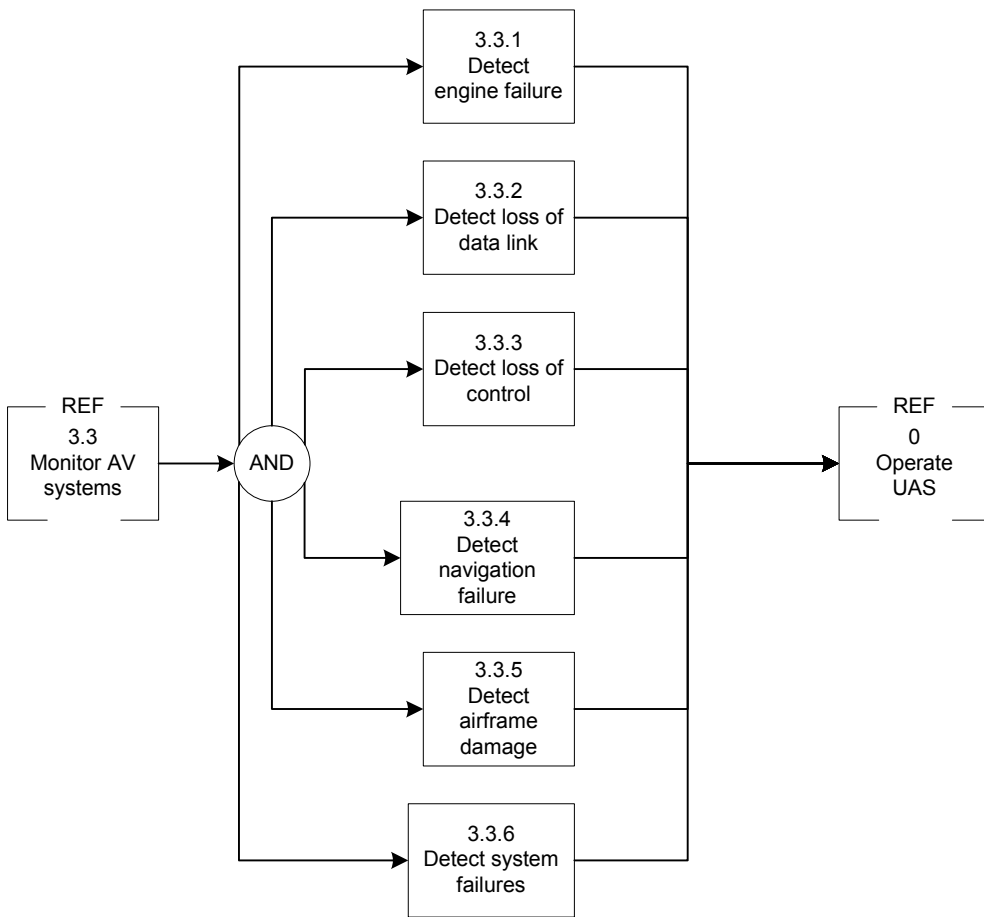 3.3.1
Detect
engine failure
3.3.2
Detect loss of
data link
3.3.3
Detect loss of
control
REF
3.3
Monitor AV
systems
AND
REF
0
Operate
UAS
3.3.4
Detect
navigation
failure
3.3.5
Detect
airframe
damage
3.3.6
Detect system
failures